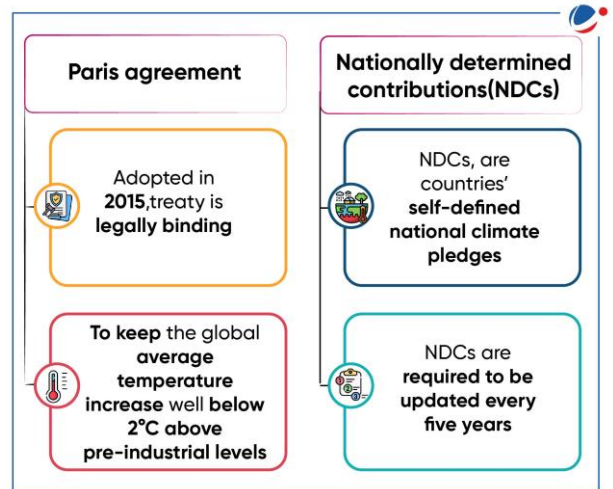 Paris agreement
Adopted in
2015,treaty is
legally binding
To keep the global
average
temperature
increase well below
2°C above
pre-industrial levels
Nationally determined
contributions(NDCs)
NDCs, are
countries'
self-defined
national climate
pledges
NDCs are
required to be
updated every
five years